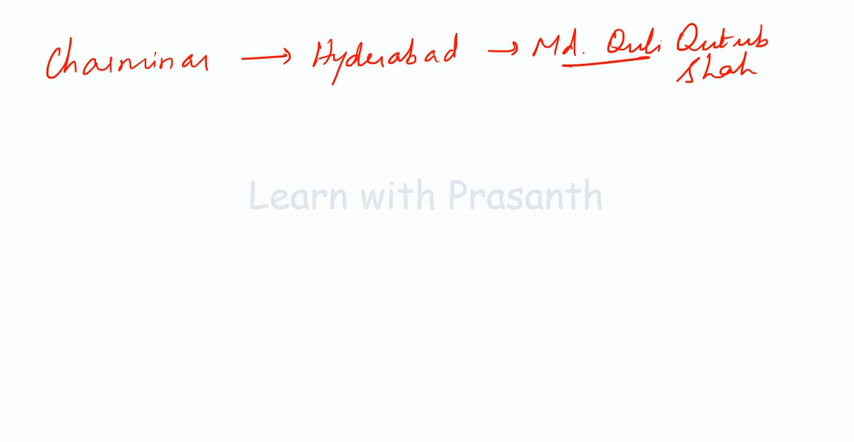 Charminar → Hyderabad → Md. Quli Qutub
Shah
Learn with Prasanth